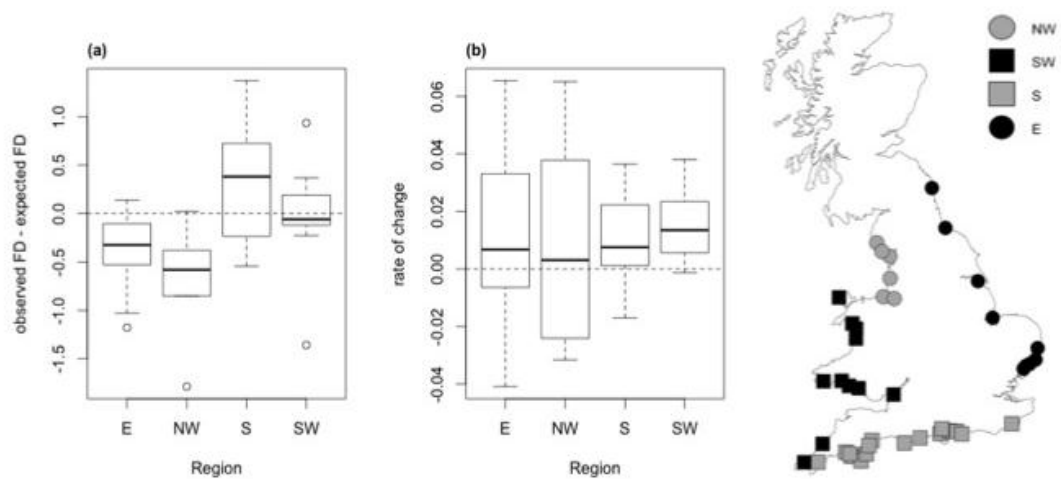 (a)
observed FD - expected FD
1.0
0.5
0.0
-0.5
-1.0
-1.5
E NW S SW
Region
(b)
rate of change
0.06
0.04
0.02
0.00
-0.02
-0.04
E NW S SW
Region
NW
SW
S
E